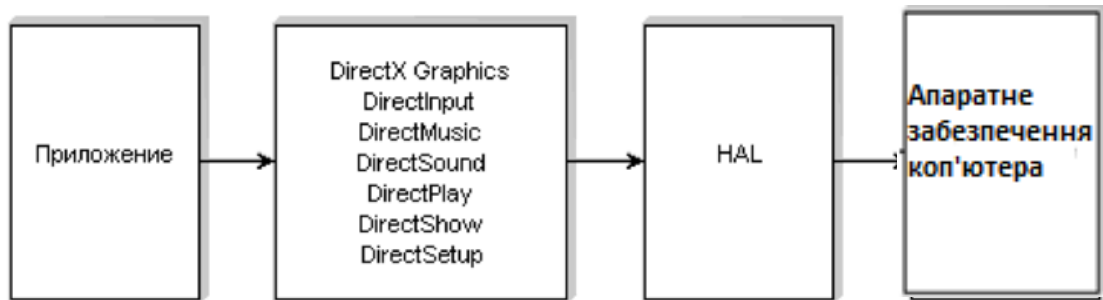 Приложение
DirectX Graphics
DirectInput
DirectMusic
DirectSound
DirectPlay
DirectShow
DirectSetup
HAL
Апаратне
забезпечення
коп'ютера